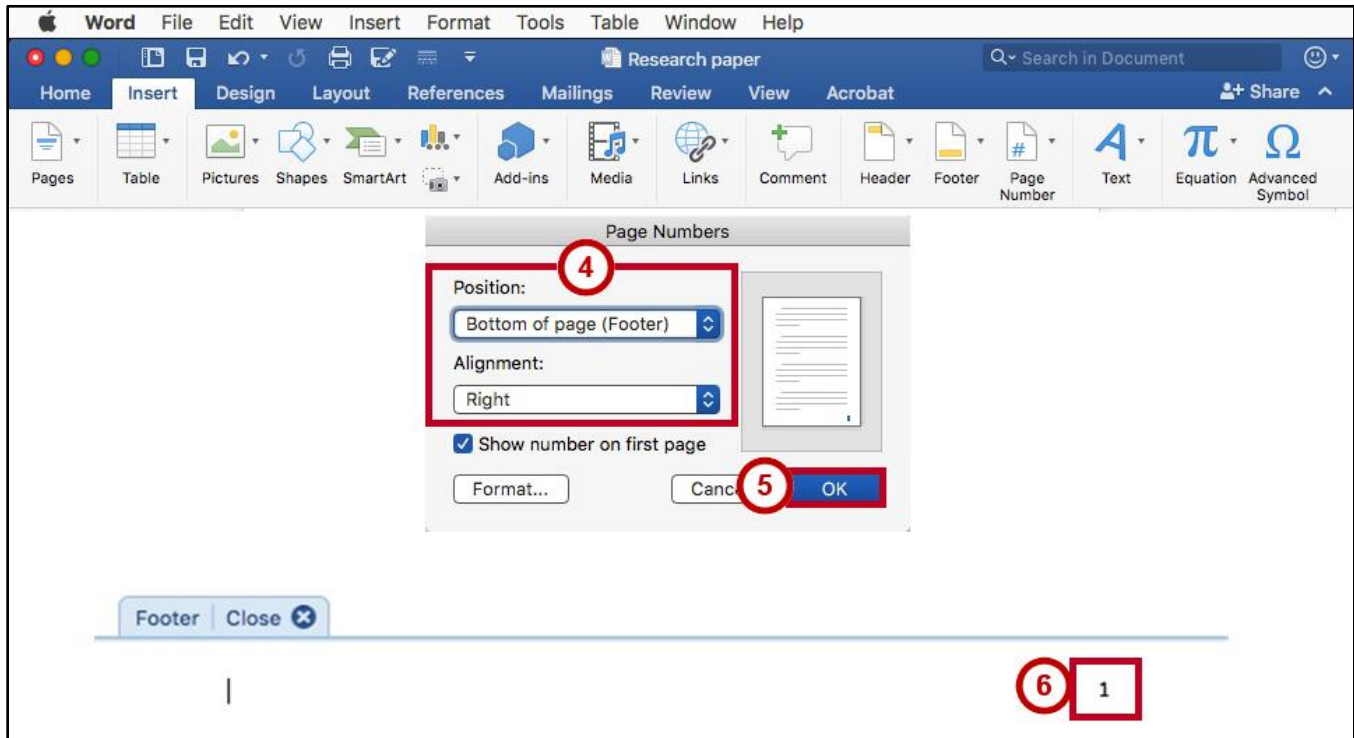 Word File Edit View Insert Format Tools Table Window Help
Research paper
Search in Document
Home Insert Design Layout References Mailings Review View Acrobat
Share
Pages Table Pictures Shapes SmartArt Add-ins Media Links Comment Header Footer Page Number Text Equation Advanced Symbol
Page Numbers
4
Position:
Bottom of page (Footer)
Alignment:
Right
Show number on first page
Format... Canc 5 OK
Footer Close
6 1